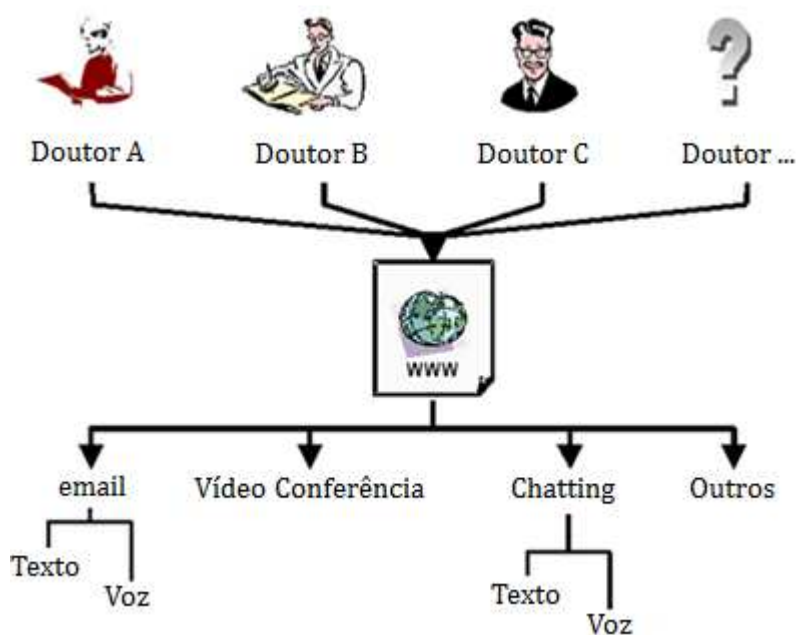 Doutor A
Doutor B
Doutor C
Doutor ...
WWW
email
Vídeo Conferência
Chatting
Outros
Texto
Voz
Texto
Voz